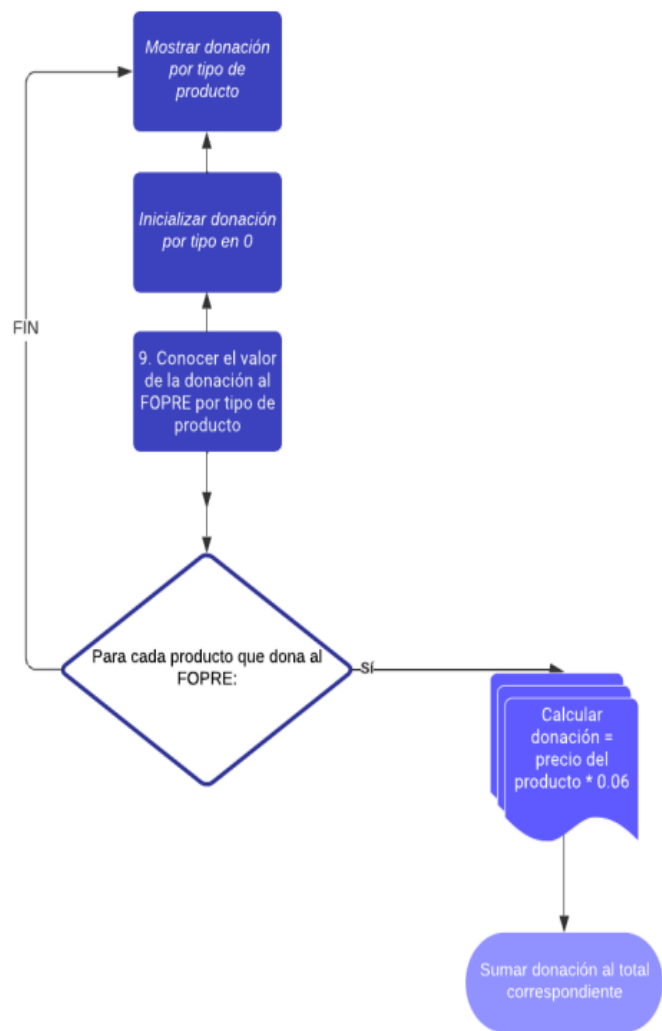 Mostrar donación
por tipo de
producto
Inicializar donación
por tipo en 0
FIN
9. Conocer el valor
de la donación al
FOPRE por tipo de
producto
Para cada producto que dona al
FOPRE:
Sí
Calcular
donación =
precio del
producto * 0.06
Sumar donación al total
correspondiente